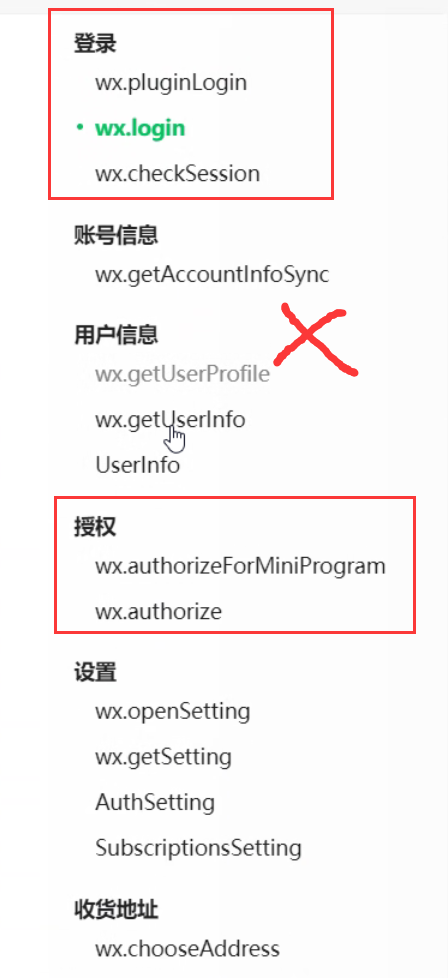 登录
wx.pluginLogin
wx.login
wx.checkSession
账号信息
wx.getAccountInfoSync
用户信息
wx.getUserProfile
wx.getUserInfo
UserInfo
授权
wx.authorizeForMiniProgram
wx.authorize
设置
wx.openSetting
wx.getSetting
AuthSetting
SubscriptionsSetting
收货地址
wx.chooseAddress